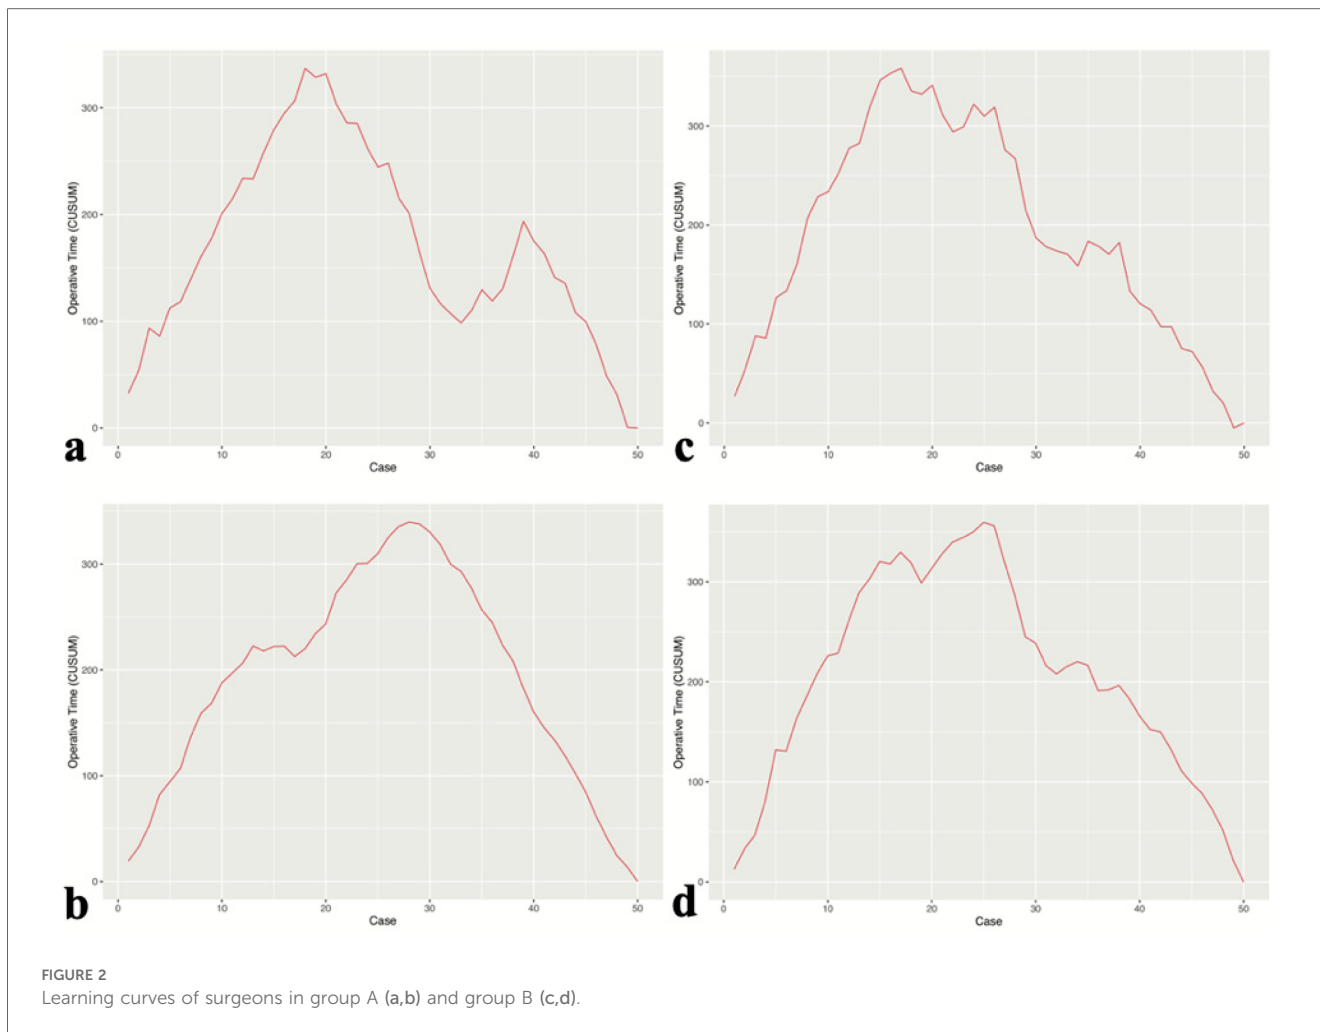 300-
200-
100-
0-
Operative Time (CUSUM)
0 10 20 30 40 50
Case
a
300-
200-
100-
0-
Operative Time (CUSUM)
0 10 20 30 40 50
Case
c
300-
200-
100-
0-
Operative Time (CUSUM)
0 10 20 30 40 50
Case
b
300-
200-
100-
0-
Operative Time (CUSUM)
0 10 20 30 40 50
Case
d
FIGURE 2
Learning curves of surgeons in group A (a,b) and group B (c,d).